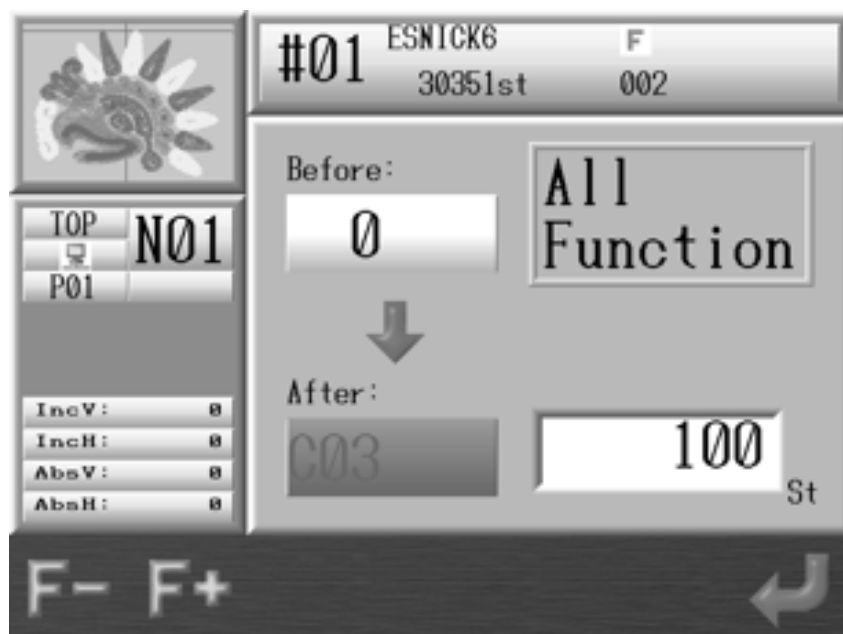 #01 ESNICK6 F
30351st 002
TOP N01
P01
Before:
0
All
Function
After:
C03
100
St
IncV: 0
IncH: 0
AbsV: 0
AbsH: 0
F- F+